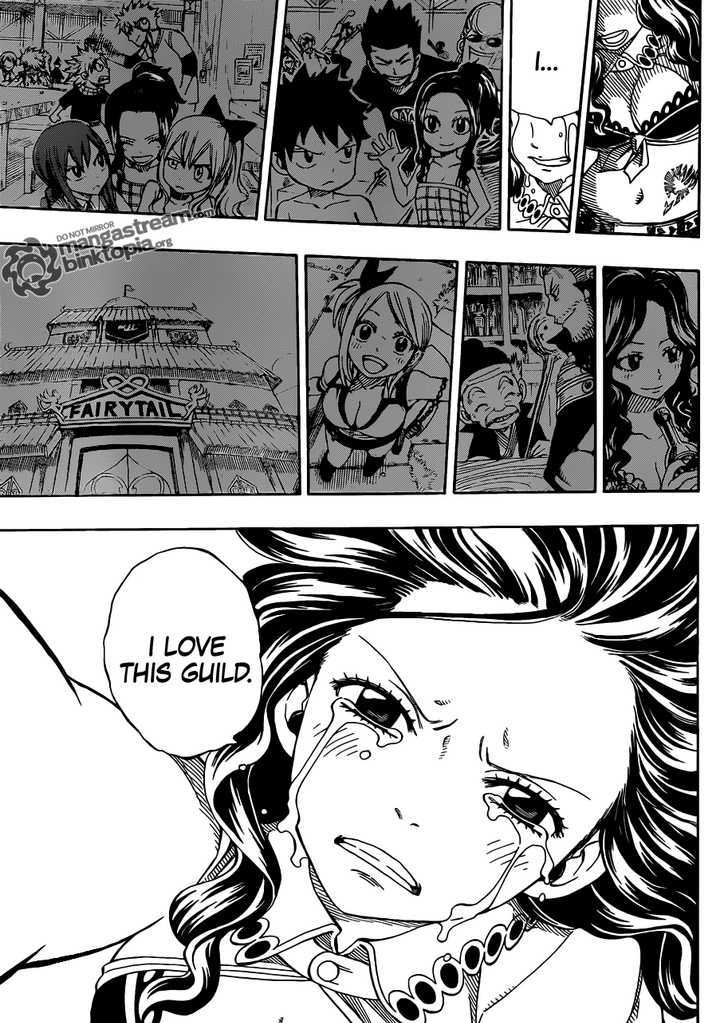 I...
DO NOT MIRROR
mangastream.com
binktopia.org
FAIRYTAIL
I LOVE
THIS GUILD.